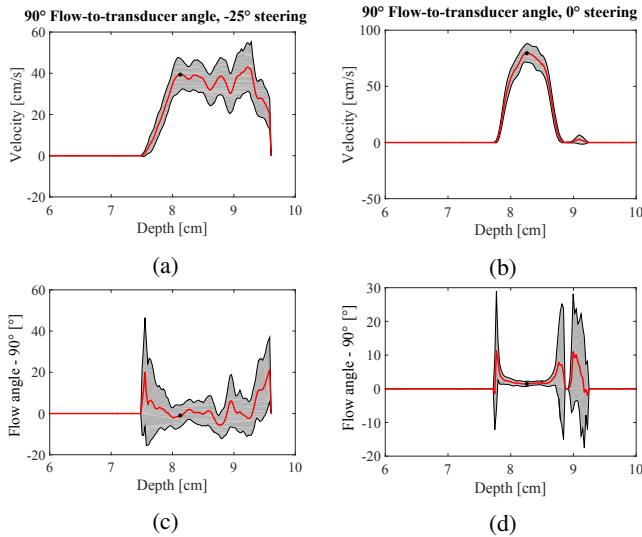 90° Flow-to-transducer angle, -25° steering
90° Flow-to-transducer angle, 0° steering
Velocity [cm/s]
60
40
20
0
-20
6 7 8 9 10
Depth [cm]
(a)
Velocity [cm/s]
100
50
0
-50
6 7 8 9 10
Depth [cm]
(b)
Flow angle - 90° [°]
60
40
20
0
-20
6 7 8 9 10
Depth [cm]
(c)
Flow angle - 90° [°]
30
20
10
0
-10
-20
6 7 8 9 10
Depth [cm]
(d)